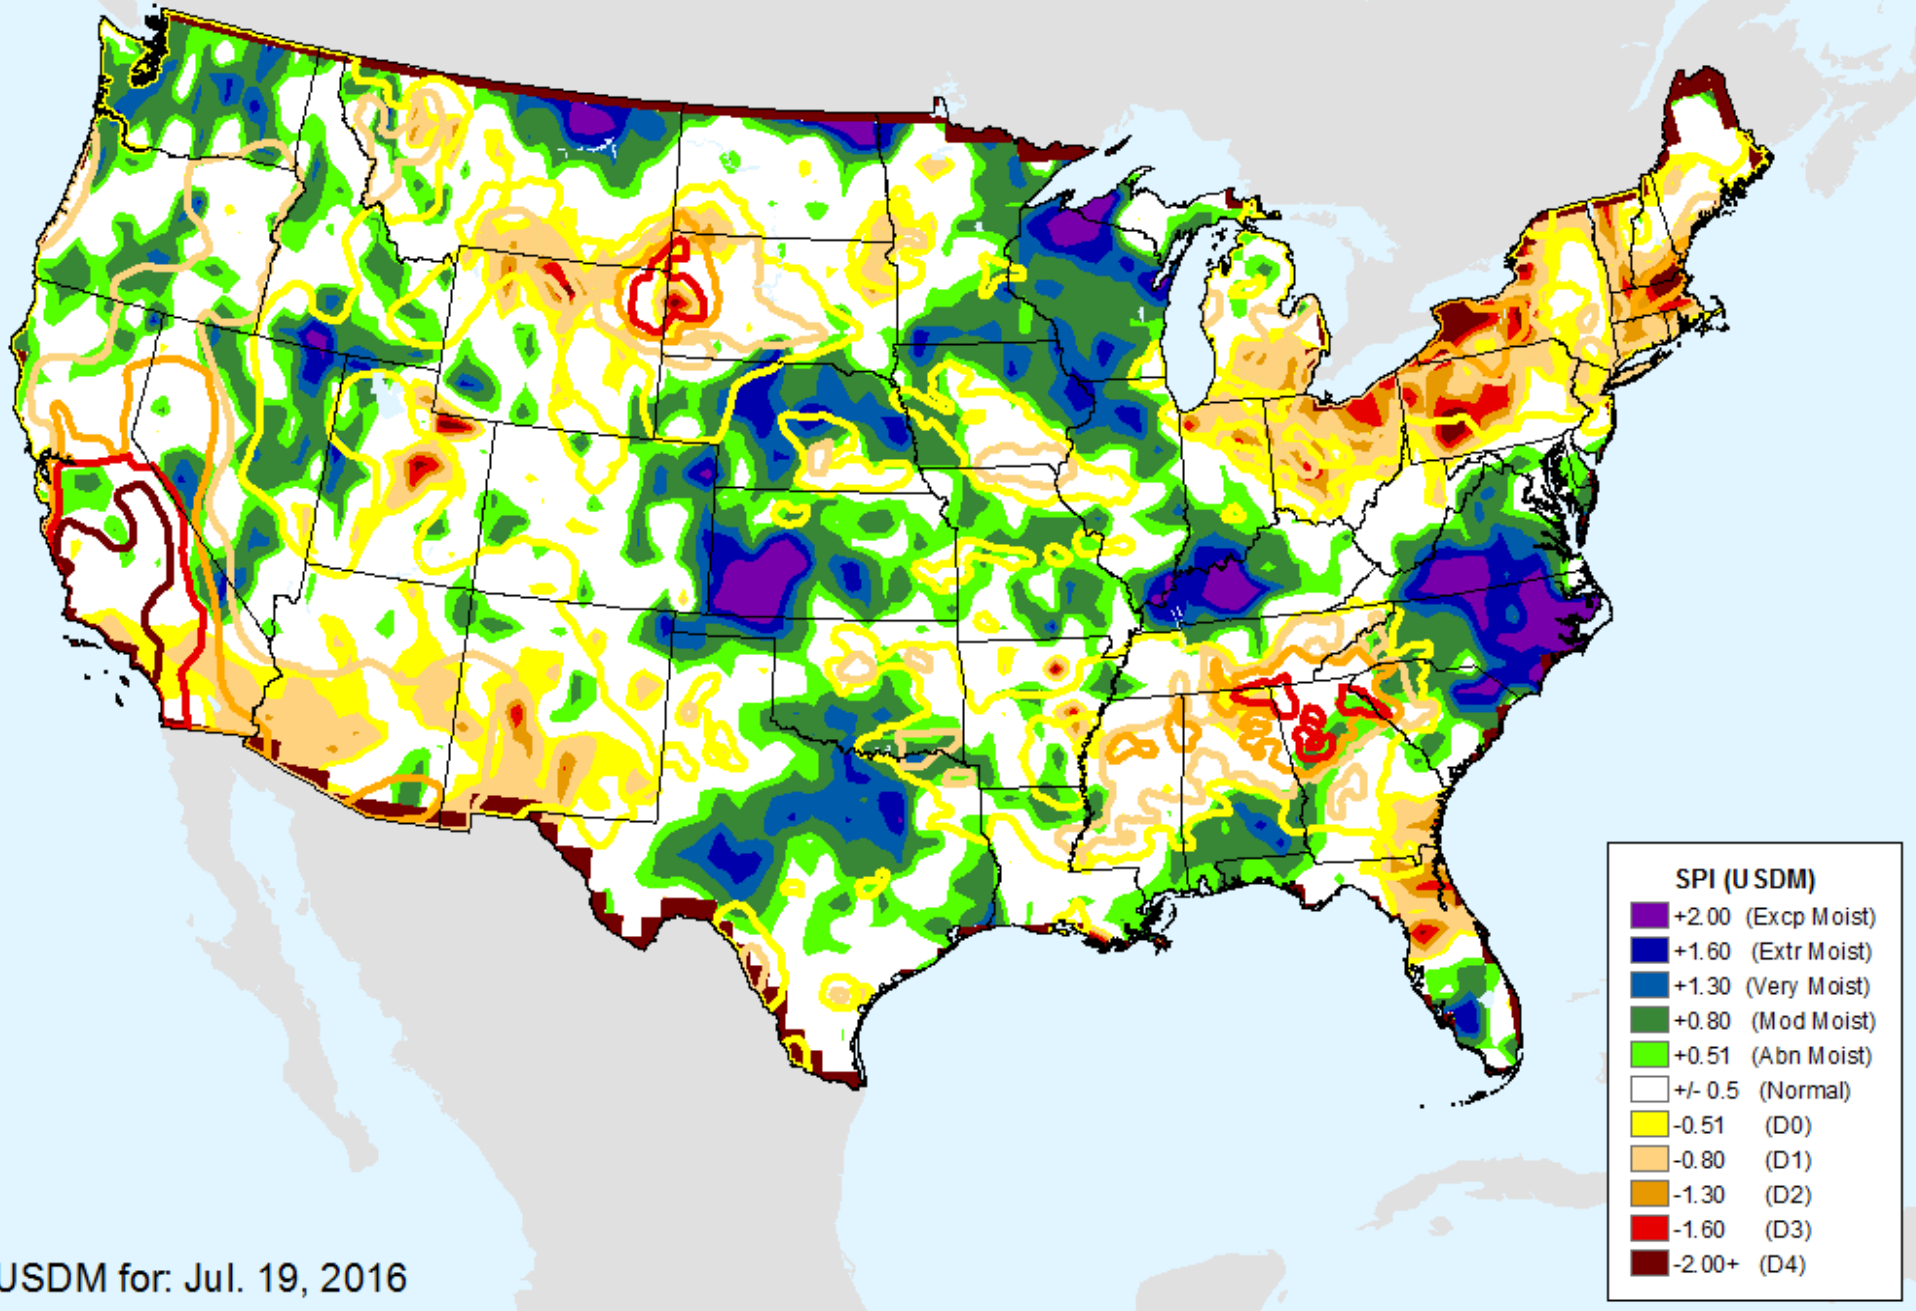 SPI (USDM)
+2.00 (Excp Moist)
+1.60 (Extr Moist)
+1.30 (Very Moist)
+0.80 (Mod Moist)
+0.51 (Abn Moist)
+/- 0.5 (Normal)
-0.51 (D0)
-0.80 (D1)
-1.30 (D2)
-1.60 (D3)
-2.00+ (D4)
USDM for: Jul. 19, 2016